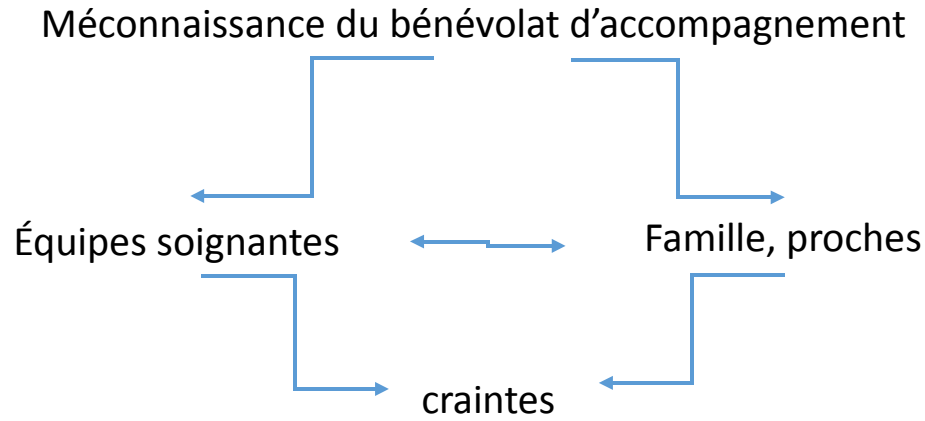 Méconnaissance du bénévolat d’accompagnement
Équipes soignantes
Famille, proches
craintes